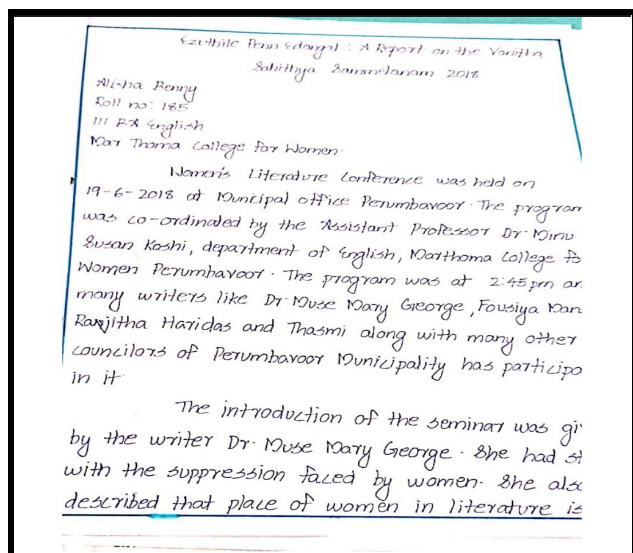 Ezuthile Penn Edangal : A Report on the Vanitha
Sahithya Sammelanam 2018
Alisha Benny
Roll no: 185
III BA English
Mar Thoma College for Women.
Women's Literature Conference was held on
19-6-2018 at Muncipal office Perumbavoor. The program
was co-ordinated by the Assistant Professor Dr. Minu
Susan Koshi, department of English, Marthoma College fo
Women Perumbavoor. The program was at 2:45pm an
many writers like Dr. Muse Mary George, Fousiya
Ranjitha Haridas and Thasmi along with many other
councilors of Perumbavoor Municipality has participa
in it
The introduction of the seminar was gi
by the writer Dr. Muse Mary George. She had st
with the suppression faced by women. She also
described that place of women in literature is